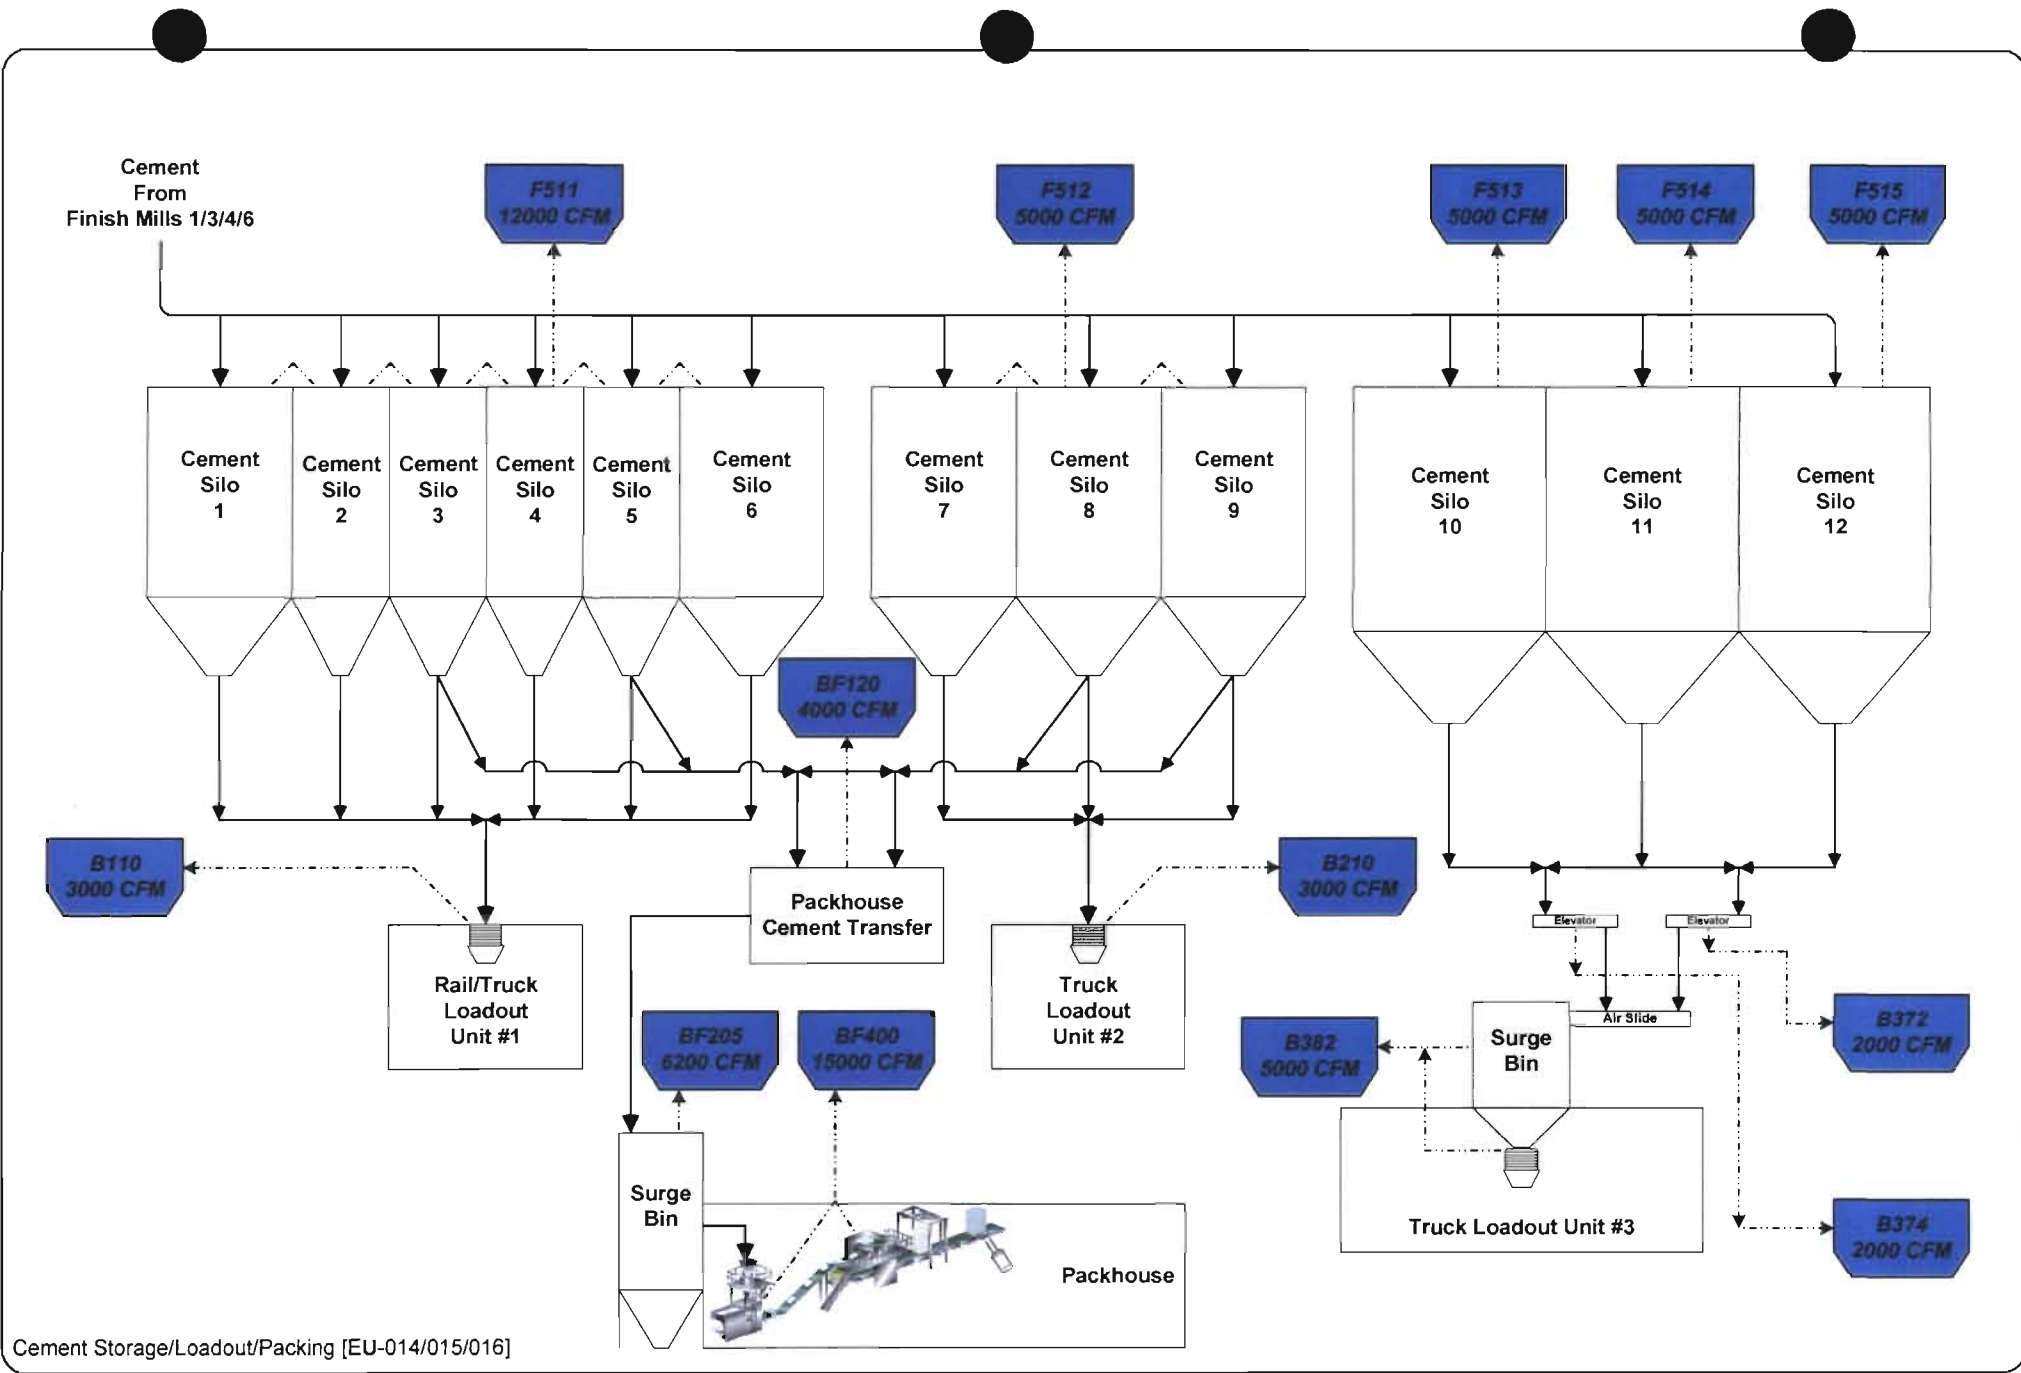 Cement
From
Finish Mills 1/3/4/6
F511
12000 CFM
F512
5000 CFM
F513
5000 CFM
F514
5000 CFM
F515
5000 CFM
Cement
Silo
1
Cement
Silo
2
Cement
Silo
3
Cement
Silo
4
Cement
Silo
5
Cement
Silo
6
Cement
Silo
7
Cement
Silo
8
Cement
Silo
9
Cement
Silo
10
Cement
Silo
11
Cement
Silo
12
BF120
4000 CFM
B110
3000 CFM
Packhouse
Cement Transfer
B210
3000 CFM
Elevator
Elevator
Rail/Truck
Loadout
Unit #1
Truck
Loadout
Unit #2
BF205
6200 CFM
BF400
15000 CFM
B382
5000 CFM
Surge
Bin
Air Slide
B372
2000 CFM
Surge
Bin
Packhouse
Truck Loadout Unit #3
B374
2000 CFM
Cement Storage/Loadout/Packing [EU-014/015/016]